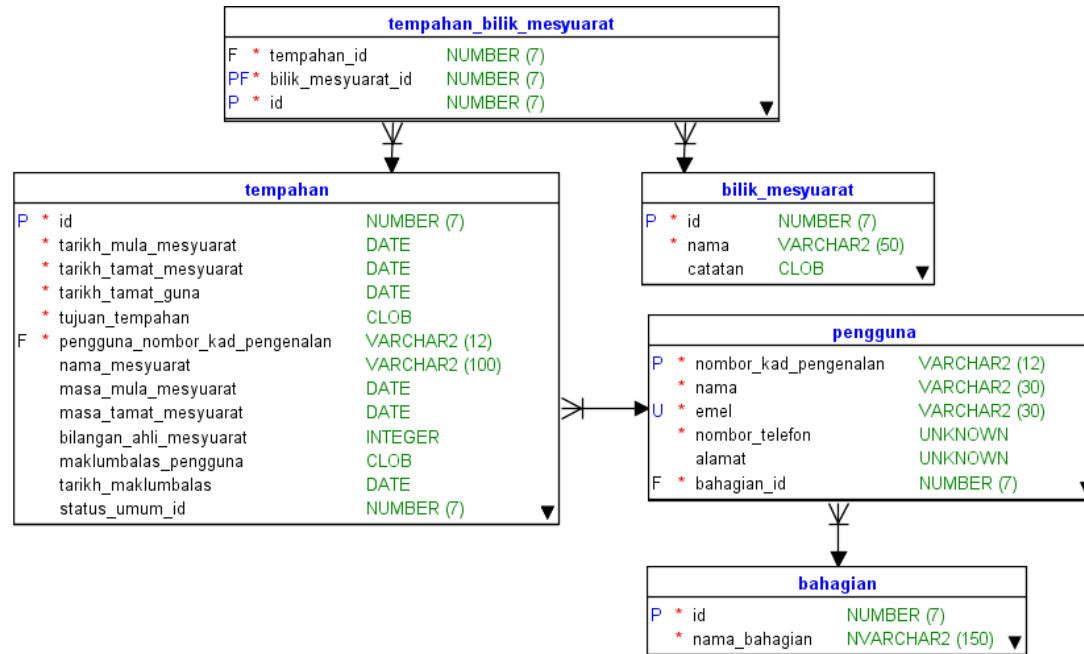 tempahan_bilik_mesyuarat
F * tempahan_id NUMBER (7)
PF * bilik_mesyuarat_id NUMBER (7)
P * id NUMBER (7)
tempahan
P * id NUMBER (7)
* tarikh_mula_mesyuarat DATE
* tarikh_tamat_mesyuarat DATE
* tarikh_tamat_guna DATE
* tujuan_tempahan CLOB
F * pengguna_nombor_kad_pengenalan VARCHAR2 (12)
nama_mesyuarat VARCHAR2 (100)
masa_mula_mesyuarat DATE
masa_tamat_mesyuarat DATE
bilangan_ahli_mesyuarat INTEGER
maklumbalas_pengguna CLOB
tarikh_maklumbalas DATE
status_umum_id NUMBER (7)
bilik_mesyuarat
P * id NUMBER (7)
* nama VARCHAR2 (50)
catatan CLOB
pengguna
P * nombor_kad_pengenalan VARCHAR2 (12)
* nama VARCHAR2 (30)
U * emel VARCHAR2 (30)
* nombor_telefon UNKNOWN
alamat UNKNOWN
F * bahagian_id NUMBER (7)
bahagian
P * id NUMBER (7)
* nama_bahagian NVARCHAR2 (150)